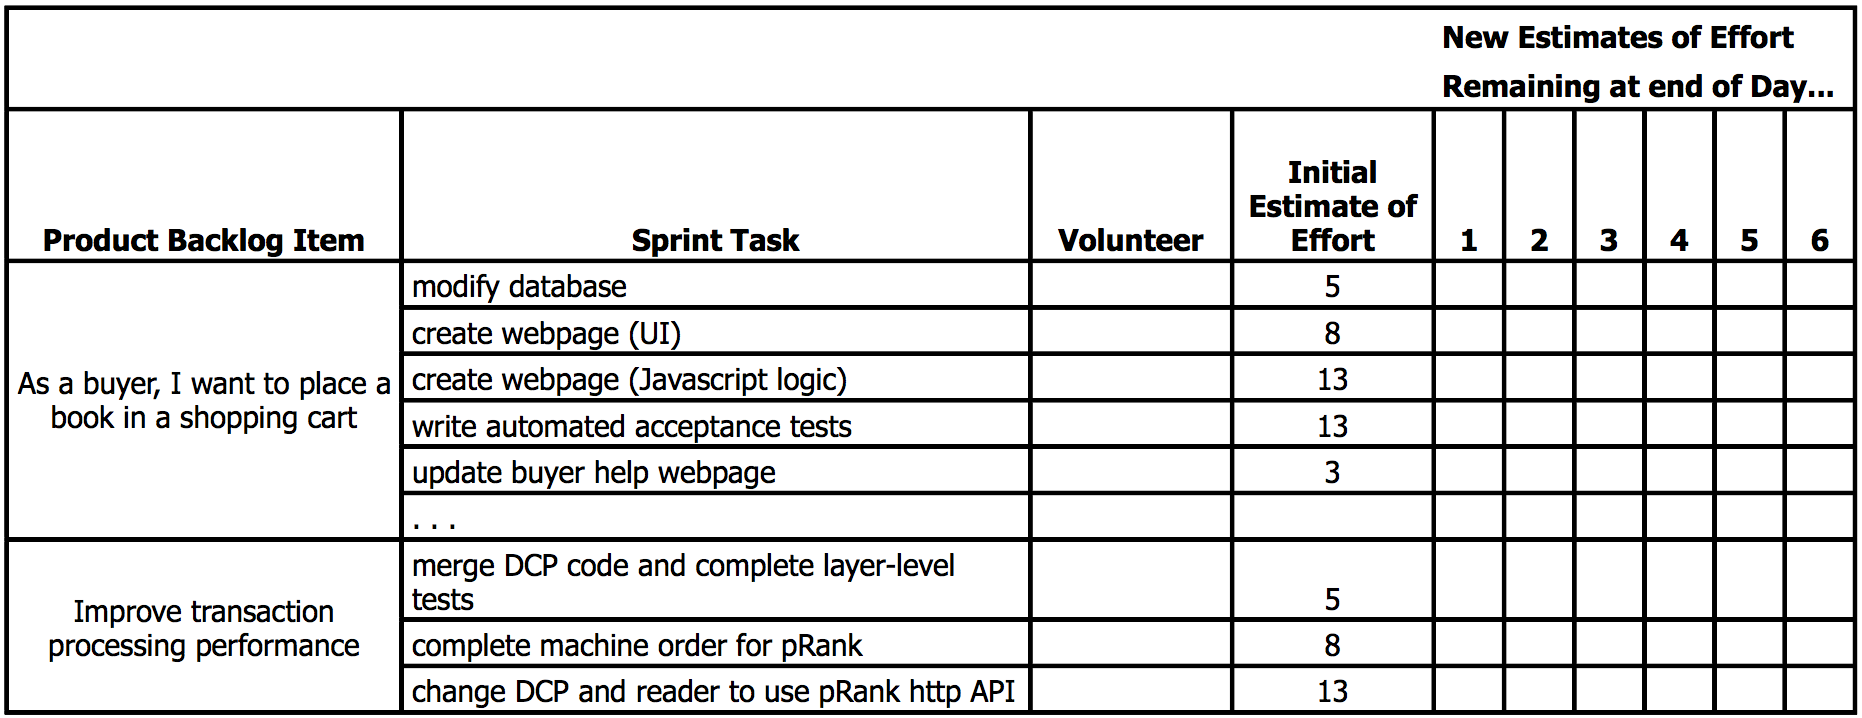 New Estimates of Effort
Remaining at end of Day...
Product Backlog Item
Sprint Task
Volunteer
Initial
Estimate of
Effort
1
2
3
4
5
6
As a buyer, I want to place a
book in a shopping cart
modify database
5
create webpage (UI)
8
create webpage (Javascript logic)
13
write automated acceptance tests
13
update buyer help webpage
3
. . .
Improve transaction
processing performance
merge DCP code and complete layer-level
tests
5
complete machine order for pRank
8
change DCP and reader to use pRank http API
13